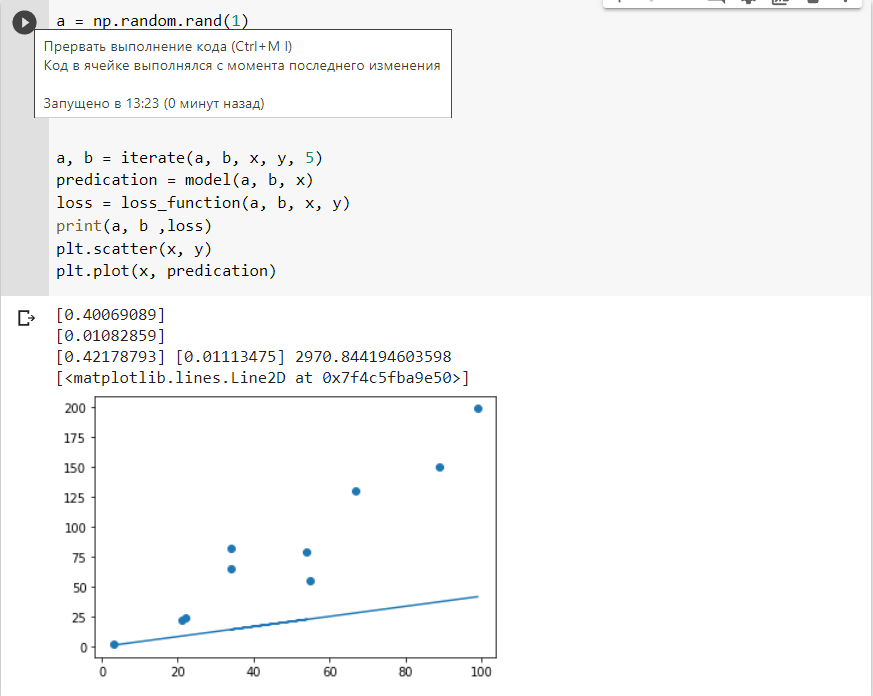 a = np.random.rand(1)
Прервать выполнение кода (Ctrl+M I)
Код в ячейке выполнялся с момента последнего изменения
Запущено в 13:23 (0 минут назад)
a, b = iterate(a, b, x, y, 5)
predication = model(a, b, x)
loss = loss_function(a, b, x, y)
print(a, b ,loss)
plt.scatter(x, y)
plt.plot(x, predication)
[0.40069089]
[0.01082859]
[0.42178793] [0.01113475] 2970.844194603598
[<matplotlib.lines.Line2D at 0x7f4c5fba9e50>]
200
175
150
125
100
75
50
25
0
0 20 40 60 80 100